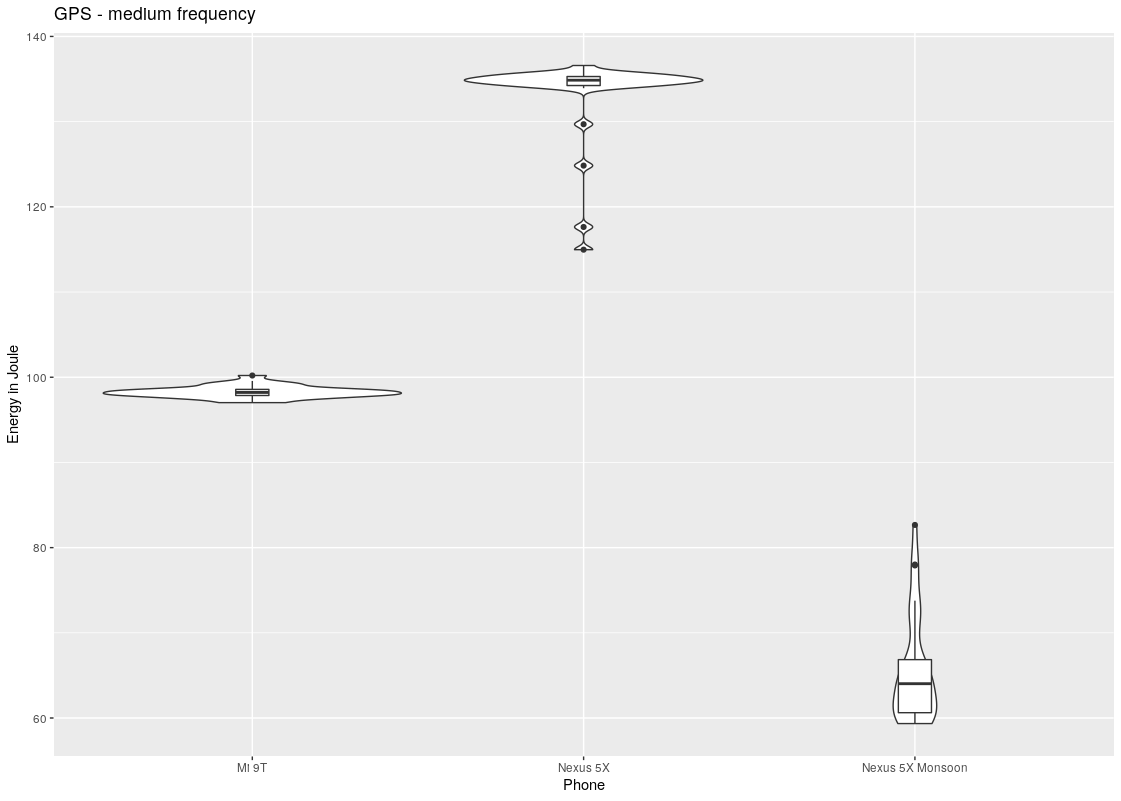 GPS - medium frequency
140
120
100
80
60
Energy in Joule
MI 9T
Nexus 5X
Nexus 5X Monsoon
Phone